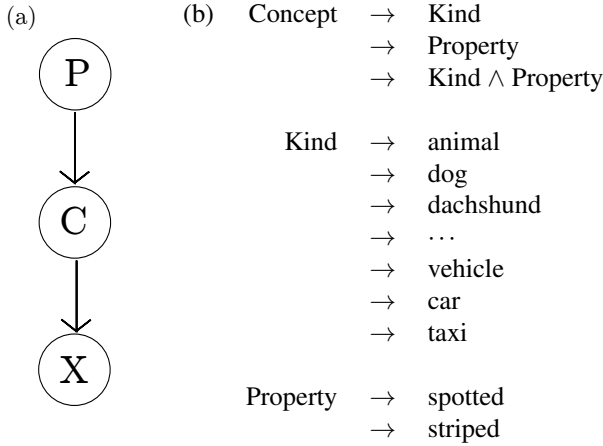 (a)
P
C
X
(b) Concept → Kind
→ Property
→ Kind ∧ Property
Kind → animal
→ dog
→ dachshund
→ ⋯
→ vehicle
→ car
→ taxi
Property → spotted
→ striped